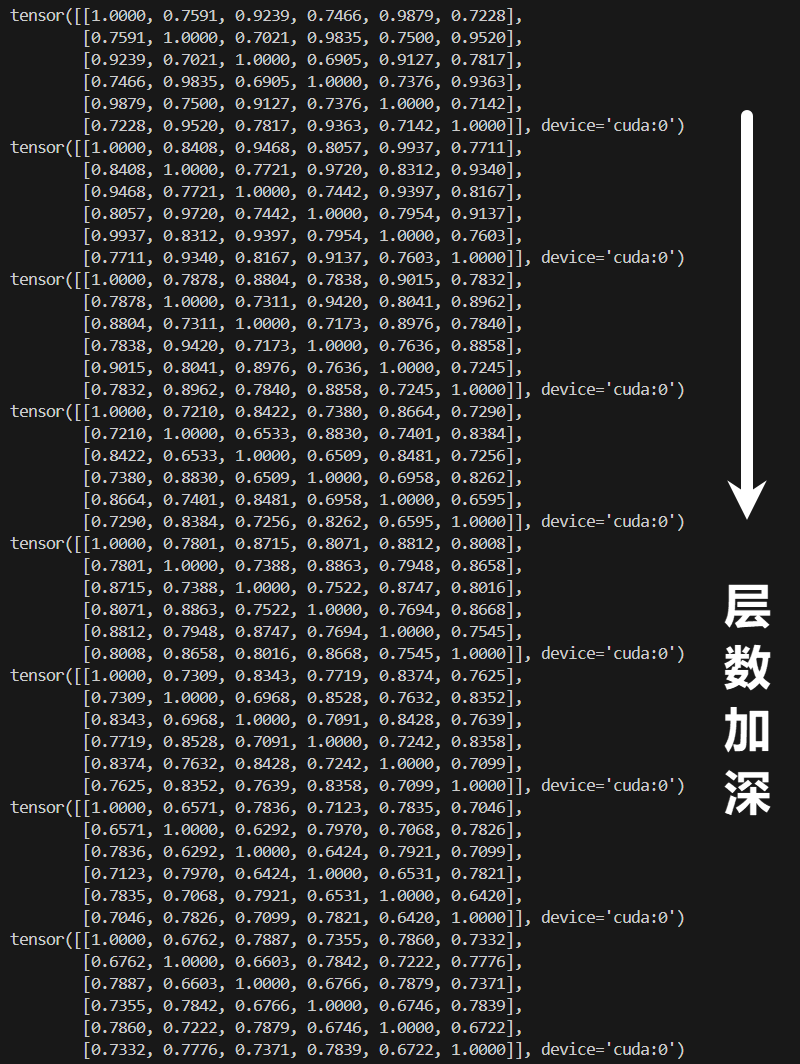 tensor([[1.0000, 0.7591, 0.9239, 0.7466, 0.9879, 0.7228],
[0.7591, 1.0000, 0.7021, 0.9835, 0.7500, 0.9520],
[0.9239, 0.7021, 1.0000, 0.6905, 0.9127, 0.7817],
[0.7466, 0.9835, 0.6905, 1.0000, 0.7376, 0.9363],
[0.9879, 0.7500, 0.9127, 0.7376, 1.0000, 0.7142],
[0.7228, 0.9520, 0.7817, 0.9363, 0.7142, 1.0000]], device='cuda:0')
tensor([[1.0000, 0.8408, 0.9468, 0.8057, 0.9937, 0.7711],
[0.8408, 1.0000, 0.7721, 0.9720, 0.8312, 0.9340],
[0.9468, 0.7721, 1.0000, 0.7442, 0.9397, 0.8167],
[0.8057, 0.9720, 0.7442, 1.0000, 0.7954, 0.9137],
[0.9937, 0.8312, 0.9397, 0.7954, 1.0000, 0.7603],
[0.7711, 0.9340, 0.8167, 0.9137, 0.7603, 1.0000]], device='cuda:0')
tensor([[1.0000, 0.7878, 0.8804, 0.7838, 0.9015, 0.7832],
[0.7878, 1.0000, 0.7311, 0.9420, 0.8041, 0.8962],
[0.8804, 0.7311, 1.0000, 0.7173, 0.8976, 0.7840],
[0.7838, 0.9420, 0.7173, 1.0000, 0.7636, 0.8858],
[0.9015, 0.8041, 0.8976, 0.7636, 1.0000, 0.7245],
[0.7832, 0.8962, 0.7840, 0.8858, 0.7245, 1.0000]], device='cuda:0')
tensor([[1.0000, 0.7210, 0.8422, 0.7380, 0.8664, 0.7290],
[0.7210, 1.0000, 0.6533, 0.8830, 0.7401, 0.8384],
[0.8422, 0.6533, 1.0000, 0.6509, 0.8481, 0.7256],
[0.7380, 0.8830, 0.6509, 1.0000, 0.6958, 0.8262],
[0.8664, 0.7401, 0.8481, 0.6958, 1.0000, 0.6595],
[0.7290, 0.8384, 0.7256, 0.8262, 0.6595, 1.0000]], device='cuda:0')
tensor([[1.0000, 0.7801, 0.8715, 0.8071, 0.8812, 0.8008],
[0.7801, 1.0000, 0.7388, 0.8863, 0.7948, 0.8658],
[0.8715, 0.7388, 1.0000, 0.7522, 0.8747, 0.8016],
[0.8071, 0.8863, 0.7522, 1.0000, 0.7694, 0.8668],
[0.8812, 0.7948, 0.8747, 0.7694, 1.0000, 0.7545],
[0.8008, 0.8658, 0.8016, 0.8668, 0.7545, 1.0000]], device='cuda:0')
tensor([[1.0000, 0.7309, 0.8343, 0.7719, 0.8374, 0.7625],
[0.7309, 1.0000, 0.6968, 0.8528, 0.7632, 0.8352],
[0.8343, 0.6968, 1.0000, 0.7091, 0.8428, 0.7639],
[0.7719, 0.8528, 0.7091, 1.0000, 0.7242, 0.8358],
[0.8374, 0.7632, 0.8428, 0.7242, 1.0000, 0.7099],
[0.7625, 0.8352, 0.7639, 0.8358, 0.7099, 1.0000]], device='cuda:0')
tensor([[1.0000, 0.6571, 0.7836, 0.7123, 0.7835, 0.7046],
[0.6571, 1.0000, 0.6292, 0.7970, 0.7068, 0.7826],
[0.7836, 0.6292, 1.0000, 0.6424, 0.7921, 0.7099],
[0.7123, 0.7970, 0.6424, 1.0000, 0.6531, 0.7821],
[0.7835, 0.7068, 0.7921, 0.6531, 1.0000, 0.6420],
[0.7046, 0.7826, 0.7099, 0.7821, 0.6420, 1.0000]], device='cuda:0')
tensor([[1.0000, 0.6762, 0.7887, 0.7355, 0.7860, 0.7332],
[0.6762, 1.0000, 0.6603, 0.7842, 0.7222, 0.7776],
[0.7887, 0.6603, 1.0000, 0.6766, 0.7879, 0.7371],
[0.7355, 0.7842, 0.6766, 1.0000, 0.6746, 0.7839],
[0.7860, 0.7222, 0.7879, 0.6746, 1.0000, 0.6722],
[0.7332, 0.7776, 0.7371, 0.7839, 0.6722, 1.0000]], device='cuda:0')
层数加深